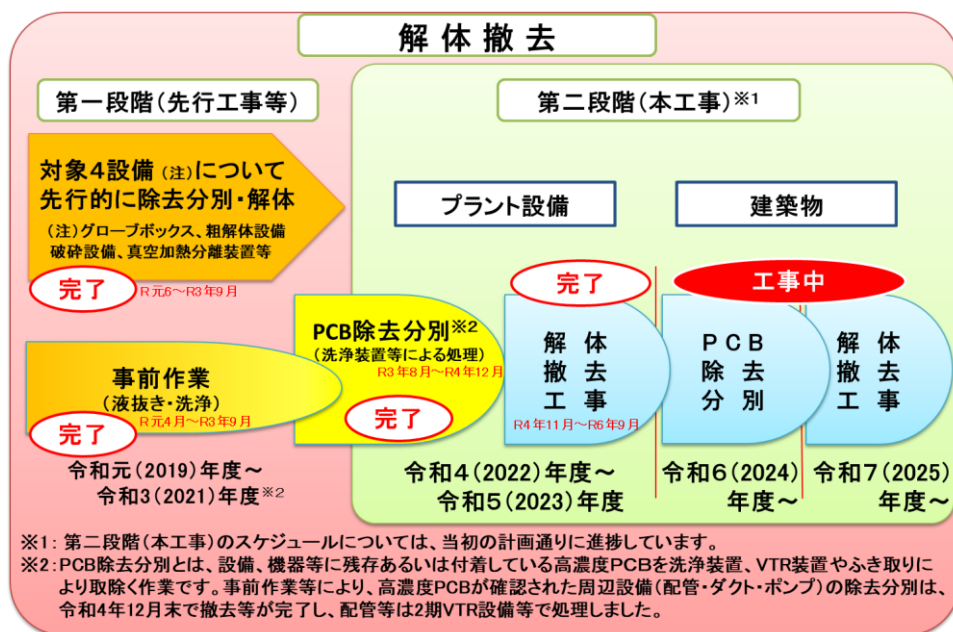 解体撤去
第一段階(先行工事等)
第二段階(本工事)※1
対象4設備(注)について
先行的に除去分別・解体
(注)グローブボックス、粗解体設備
破砕設備、真空加熱分離装置等
完了
R元6~R3年9月
プラント設備
建築物
事前作業
(液抜き・洗浄)
R元4月~R3年9月
完了
PCB除去分別※2
(洗浄装置等による処理)
R3年8月~R4年12月
完了
完了
解体
撤去
工事
R4年11月~R6年9月
工事中
PCB
除去
分別
解体
撤去
工事
令和元(2019)年度~
令和3(2021)年度※2
令和4(2022)年度~
令和5(2023)年度
令和6(2024)
年度~
令和7(2025)
年度~
※1: 第二段階(本工事)のスケジュールについては、当初の計画通りに進捗しています。
※2:PCB除去分別とは、設備、機器等に残存あるいは付着している高濃度PCBを洗浄装置、VTR装置やふき取りに
より取除く作業です。事前作業等により、高濃度PCBが確認された周辺設備(配管・ダクト・ポンプ)の除去分別は、
令和4年12月末で撤去等が完了し、配管等は2期VTR設備等で処理しました。